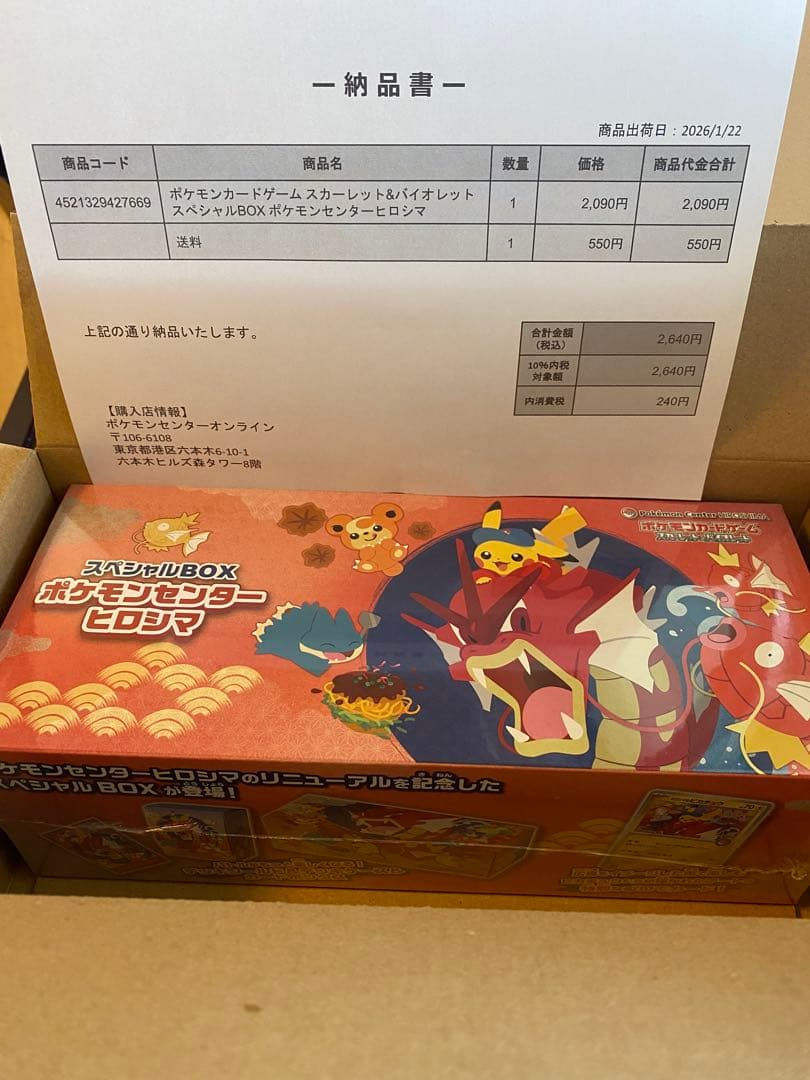 ー納品書ー
商品出荷日：2026/1/22
商品コード 商品名 数量 価格 商品代金合計
4521329427669 ポケモンカードゲーム スカーレット&バイオレット スペシャルBOX ポケモンセンターヒロシマ 1 2,090円 2,090円
送料 1 550円 550円
上記の通り納品いたします。
合計金額（税込） 2,640円
10%内税対象額 2,640円
内消費税 240円
【購入店情報】
ポケモンセンターオンライン
〒106-6108
東京都港区六本木6-10-1
六本木ヒルズ森タワー8階
Pokémon Center HIROSHIMA
ポケモンカードゲーム
スカーレット&バイオレット
スペシャルBOX
ポケモンセンター
ヒロシマ
ポケモンセンターヒロシマのリニューアルを記念した
スペシャルBOXが登場!